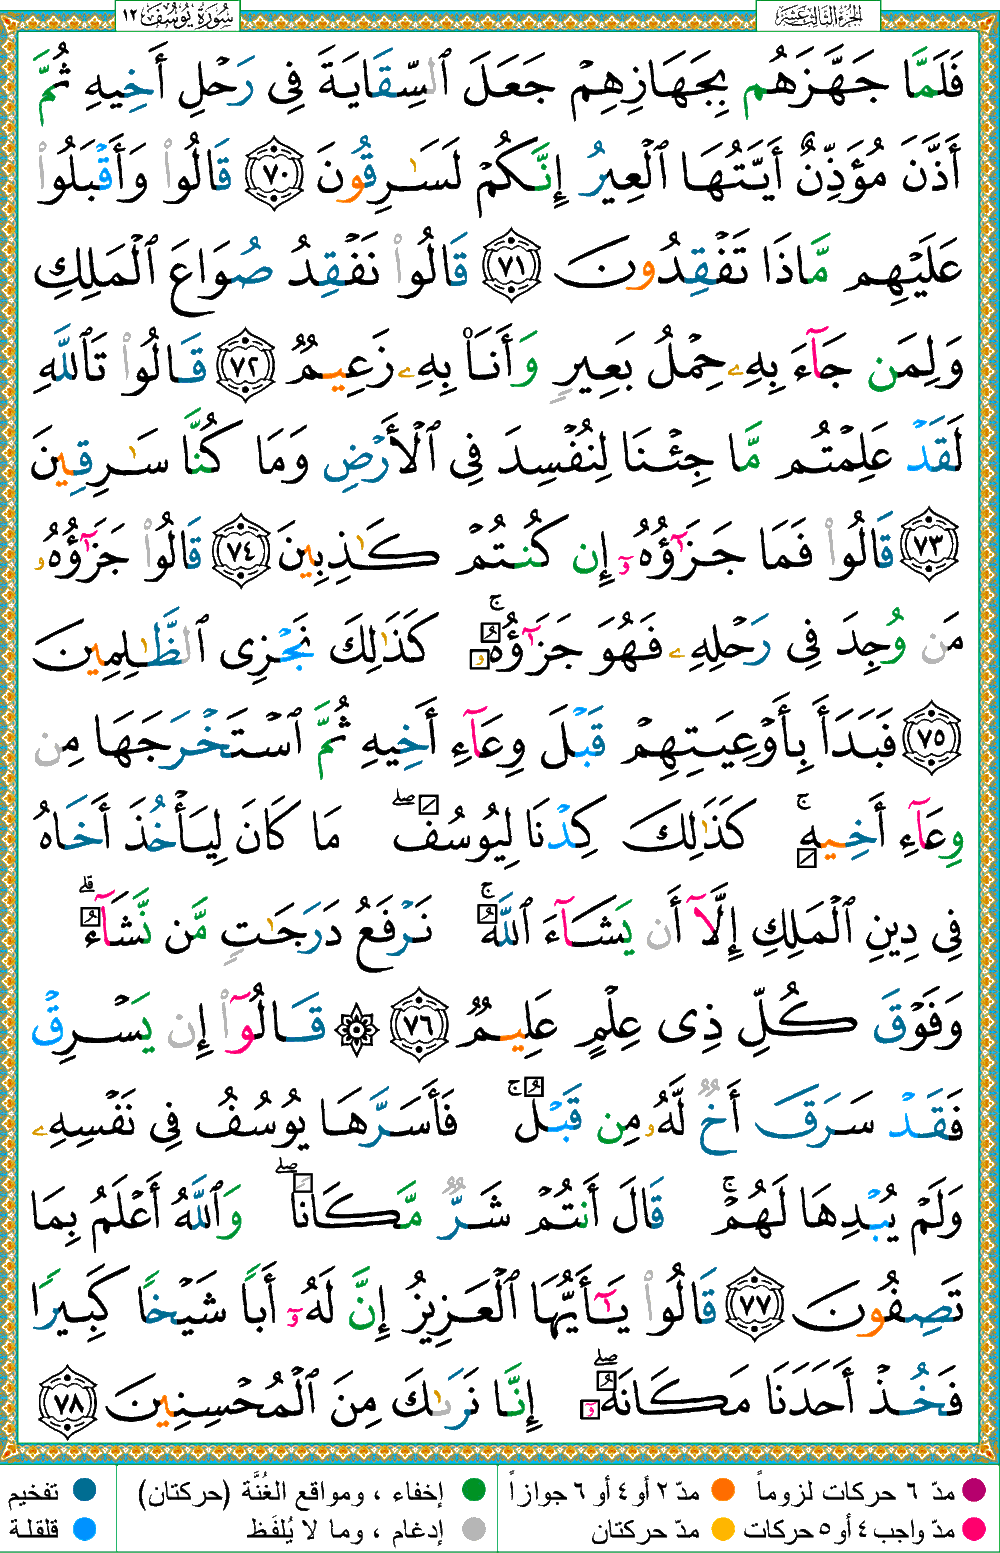 الجزء الثالث عشر
سورة يوسف ١٢
فَلَمَّا جَهَّزَهُم بِجَهَازِهِمْ جَعَلَ ٱلسِّقَايَةَ فِى رَحْلِ أَخِيهِ ثُمَّ
أَذَّنَ مُؤَذِّنٌ أَيَّتُهَا ٱلْعِيرُ إِنَّكُمْ لَسَٰرِقُونَ ٧٠ قَالُوا۟ وَأَقْبَلُوا۟
عَلَيْهِم مَّاذَا تَفْقِدُونَ ٧١ قَالُوا۟ نَفْقِدُ صُوَاعَ ٱلْمَلِكِ
وَلِمَن جَآءَ بِهِۦ حِمْلُ بَعِيرٍ وَأَنَا۠ بِهِۦ زَعِيمٌ ٧٢ قَالُوا۟ تَٱللَّهِ
لَقَدْ عَلِمْتُم مَّا جِئْنَا لِنُفْسِدَ فِى ٱلْأَرْضِ وَمَا كُنَّا سَٰرِقِينَ
٧٣ قَالُوا۟ فَمَا جَزَٰٓؤُهُۥٓ إِن كُنتُمْ كَٰذِبِينَ ٧٤ قَالُوا۟ جَزَٰٓؤُهُۥ
مَن وُجِدَ فِى رَحْلِهِۦ فَهُوَ جَزَٰٓؤُهُۥ ۚ كَذَٰلِكَ نَجْزِى ٱلظَّٰلِمِينَ
٧٥ فَبَدَأَ بِأَوْعِيَتِهِمْ قَبْلَ وِعَآءِ أَخِيهِ ثُمَّ ٱسْتَخْرَجَهَا مِن
وِعَآءِ أَخِيهِ ۚ كَذَٰلِكَ كِدْنَا لِيُوسُفَ ۖ مَا كَانَ لِيَأْخُذَ أَخَاهُ
فِى دِينِ ٱلْمَلِكِ إِلَّآ أَن يَشَآءَ ٱللَّهُ ۚ نَرْفَعُ دَرَجَٰتٍ مَّن نَّشَآءُ ۗ
وَفَوْقَ كُلِّ ذِى عِلْمٍ عَلِيمٌ ٧٦ ۞ قَالُوٓا۟ إِن يَسْرِقْ
فَقَدْ سَرَقَ أَخٌ لَّهُۥ مِن قَبْلُ ۚ فَأَسَرَّهَا يُوسُفُ فِى نَفْسِهِۦ
وَلَمْ يُبْدِهَا لَهُمْ ۚ قَالَ أَنتُمْ شَرٌّ مَّكَانًا ۖ وَٱللَّهُ أَعْلَمُ بِمَا
تَصِفُونَ ٧٧ قَالُوا۟ يَٰٓأَيُّهَا ٱلْعَزِيزُ إِنَّ لَهُۥٓ أَبًا شَيْخًا كَبِيرًا
فَخُذْ أَحَدَنَا مَكَانَهُۥٓ ۖ إِنَّا نَرَىٰكَ مِنَ ٱلْمُحْسِنِينَ ٧٨
مدّ ٦ حركات لزوماً مدّ ٢ أو ٤ أو ٦ جوازاً إخفاء ، ومواقع الغُنَّة (حركتان) تفخيم
مدّ واجب ٤ أو ٥ حركات مدّ حركتان إدغام ، وما لا يُلفَظ قلقلة